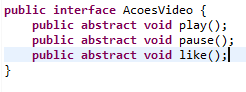 public interface AcoesVideo {
    public abstract void play();
    public abstract void pause();
    public abstract void like();
}